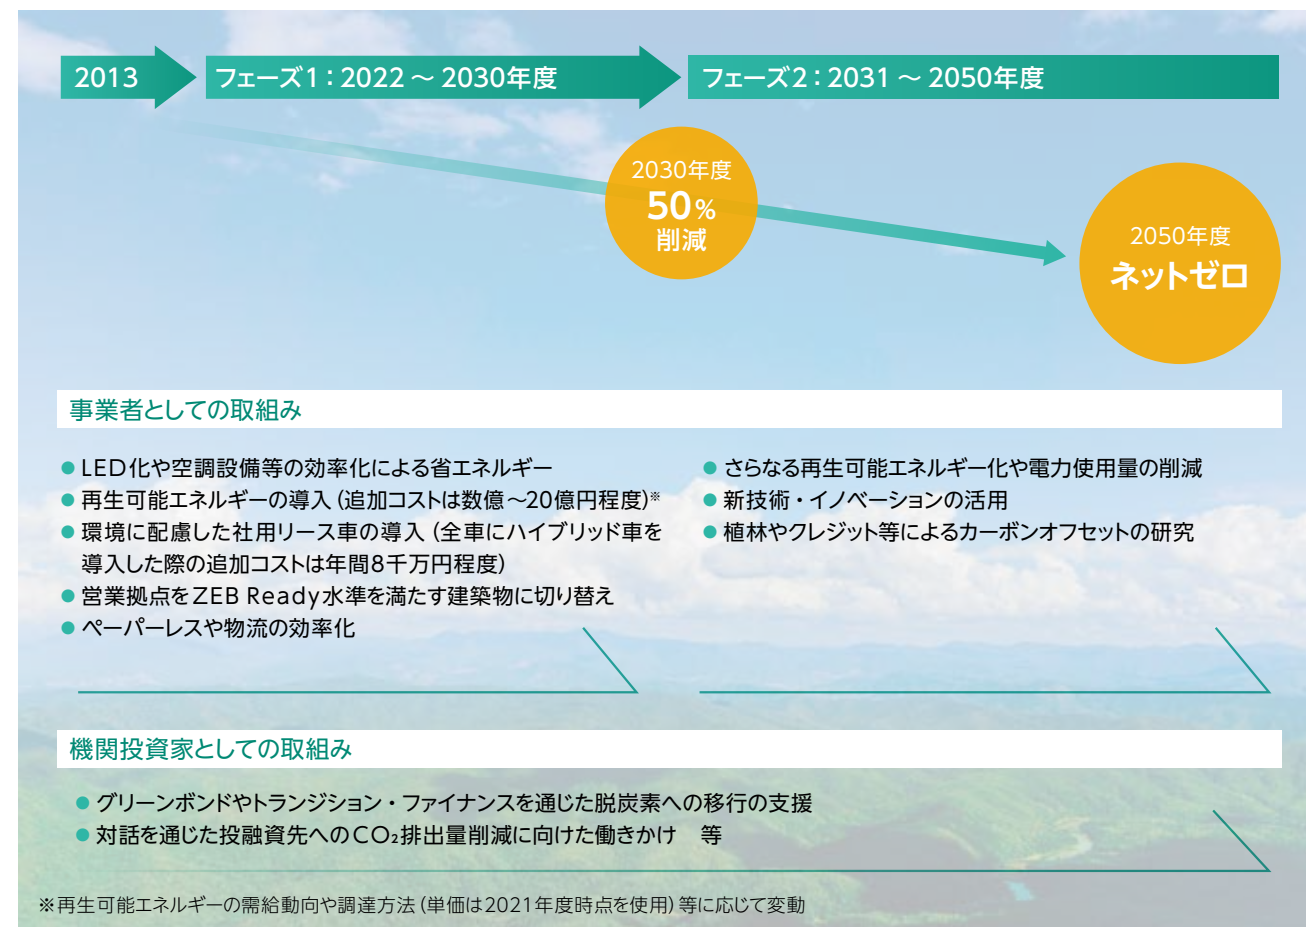 2013
フェーズ1：2022 ～ 2030年度
フェーズ2：2031 ～ 2050年度
2030年度
50%
削減
2050年度
ネットゼロ
事業者としての取組み
● LED化や空調設備等の効率化による省エネルギー
● 再生可能エネルギーの導入（追加コストは数億～20億円程度）※
● 環境に配慮した社用リース車の導入（全車にハイブリッド車を
導入した際の追加コストは年間8千万円程度）
● 営業拠点をZEB Ready水準を満たす建築物に切り替え
● ペーパーレスや物流の効率化
● さらなる再生可能エネルギー化や電力使用量の削減
● 新技術・イノベーションの活用
● 植林やクレジット等によるカーボンオフセットの研究
機関投資家としての取組み
● グリーンボンドやトランジション・ファイナンスを通じた脱炭素への移行の支援
● 対話を通じた投融資先へのCO₂排出量削減に向けた働きかけ　等
※再生可能エネルギーの需給動向や調達方法（単価は2021年度時点を使用）等に応じて変動